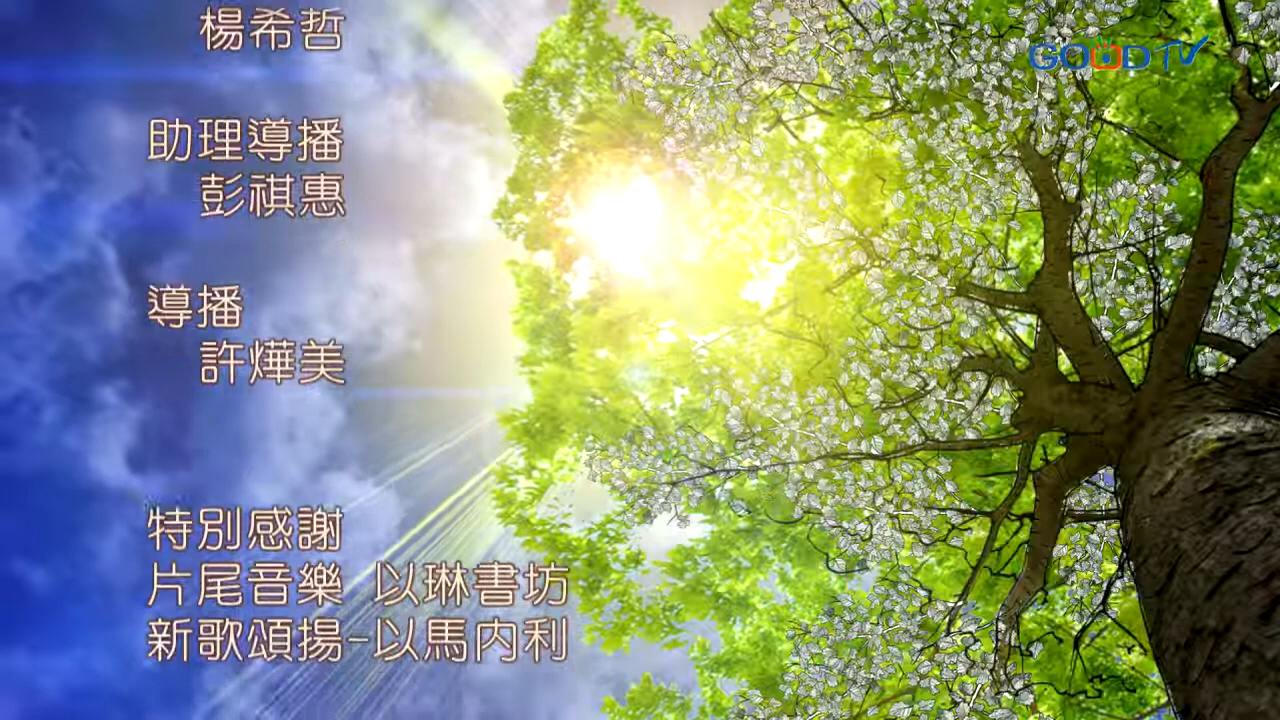 楊希哲
GOOD TV
助理導播
彭祺惠
導播
許燁美
特別感謝
片尾音樂 以琳書坊
新歌頌揚-以馬內利